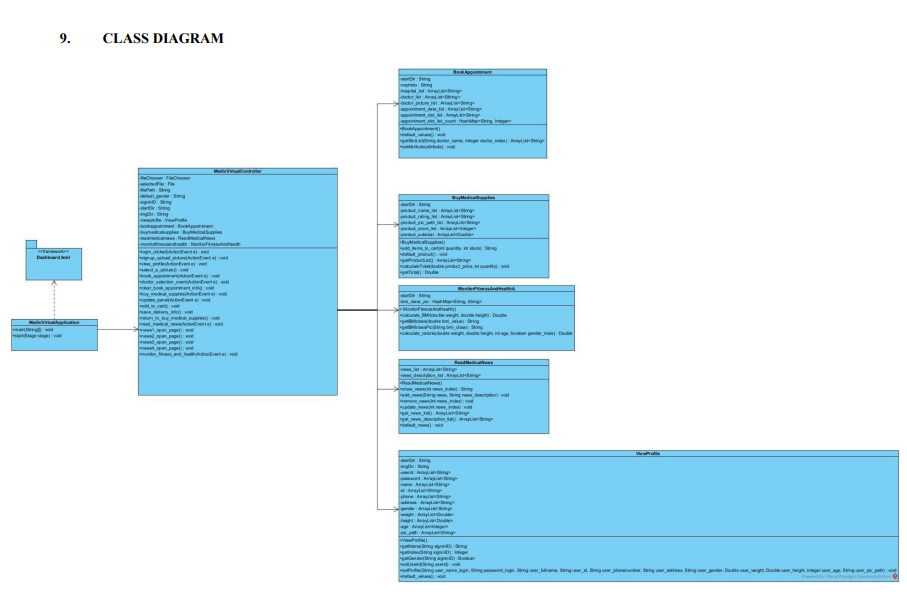 9. CLASS DIAGRAM
BookAppointment
-startDir : String
-hospital_list : ArrayList<String>
-doctor_list : ArrayList<String>
-doctor_picture_list : ArrayList<String>
-appointment_date_list : ArrayList<String>
-appointment_slot_list : ArrayList<String>
-appointment_slot_list_count : HashMap<String, Integer>
+BookAppointment()
+default_values() : void
+setAttribute(attribute) : void
MedicVirtualController
-fileChooser : FileChooser
-selectedFile : File
-filePath : String
-default_gender : String
-signinID : String
-startDir : String
-imgDir : String
-viewprofile : ViewProfile
-bookappointment : BookAppointment
-buymedicalsupplies : BuyMedicalSupplies
-readmedicalnews : ReadMedicalNews
-monitorfitnessandhealth : MonitorFitnessAndHealth
+login_clicked(ActionEvent e) : void
+signup_upload_picture(ActionEvent e) : void
+view_profile(ActionEvent e) : void
+select_a_picture() : void
+book_appointment(ActionEvent e) : void
+doctor_selection_event(ActionEvent e) : void
+clear_book_appointment_info() : void
+buy_medical_supplies(ActionEvent e) : void
+update_pane(ActionEvent e) : void
+add_to_cart() : void
+save_delivery_info() : void
+return_to_buy_medical_supplies() : void
+read_medical_news(ActionEvent e) : void
+news1_open_page() : void
+news2_open_page() : void
+news3_open_page() : void
+news4_open_page() : void
+monitor_fitness_and_health(ActionEvent e) : void
BuyMedicalSupplies
-startDir : String
-product_name_list : ArrayList<String>
-product_rating_list : ArrayList<String>
-product_pic_path_list : ArrayList<String>
-product_stock_list : ArrayList<Integer>
-product_subtotal : ArrayList<Double>
+BuyMedicalSupplies()
+add_items_to_cart(int quantity, int stock) : String
+default_product() : void
+getProductList() : ArrayList<String>
+calculateTotal(double product_price, int quantity) : void
+getTotal() : Double
<<framework>>
Dashboard.fxml
MedicVirtualApplication
+main(String[]) : void
+start(Stage stage) : void
MonitorFitnessAndHealthA
-startDir : String
-bmi_class_pic : HashMap<String, String>
+MonitorFitnessAndHealth()
+calculate_BMI(double weight, double height) : Double
+getBMIclass(double bmi_value) : String
+getBMIclassPic(String bmi_class) : String
+calculate_calorie(double weight, double height, int age, boolean gender_male) : Double
ReadMedicalNews
-news_list : ArrayList<String>
-news_description_list : ArrayList<String>
+ReadMedicalNews()
+show_news(int news_index) : String
+add_news(String news, String news_description) : void
+remove_news(int news_index) : void
+update_news(int news_index) : void
+get_news_list() : ArrayList<String>
+get_news_description_list() : ArrayList<String>
+default_news() : void
ViewProfile
-startDir : String
-imgDir : String
-userid : ArrayList<String>
-password : ArrayList<String>
-name : ArrayList<String>
-id : ArrayList<String>
-phone : ArrayList<String>
-address : ArrayList<String>
-gender : ArrayList<String>
-weight : ArrayList<Double>
-height : ArrayList<Double>
-age : ArrayList<Integer>
-pic_path : ArrayList<String>
+ViewProfile()
+getName(String signinID) : String
+getIndex(String signinID) : Integer
+getGender(String signinID) : Boolean
+setUserid(String userid) : void
+setProfile(String user_name_login, String password_login, String user_fullname, String user_id, String user_phonenumber, String user_address, String user_gender, Double user_weight, Double user_height, Integer user_age, String user_pic_path) : void
+default_values() : void
Powered By Visual Paradigm Community Edition